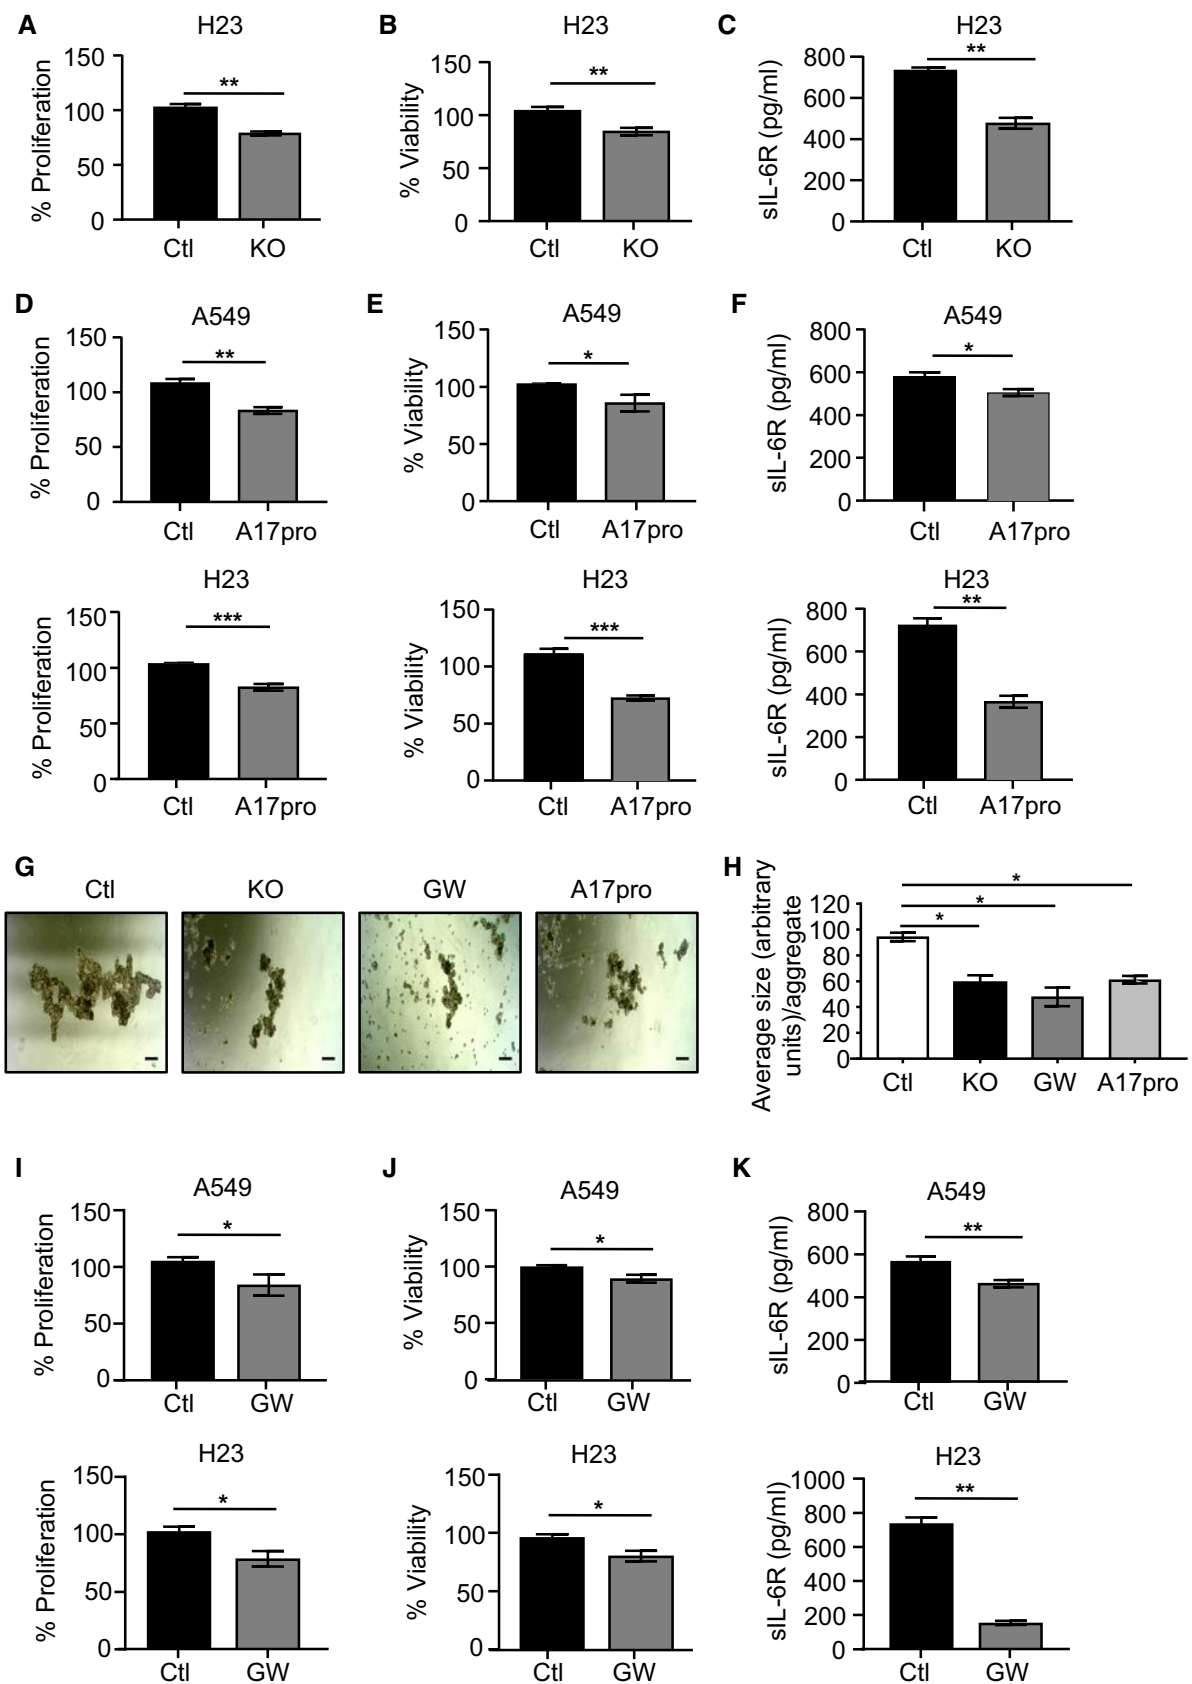 A
H23
150
100
50
0
% Proliferation
**
Ctl
KO
B
H23
150
100
50
0
% Viability
**
Ctl
KO
C
H23
800
600
400
200
0
sIL-6R (pg/ml)
**
Ctl
KO
D
A549
150
100
50
0
% Proliferation
**
Ctl
A17pro
H23
150
100
50
0
% Proliferation
***
Ctl
A17pro
E
A549
150
100
50
0
% Viability
*
Ctl
A17pro
H23
150
100
50
0
% Viability
***
Ctl
A17pro
F
A549
800
600
400
200
0
sIL-6R (pg/ml)
*
Ctl
A17pro
H23
800
600
400
200
0
sIL-6R (pg/ml)
**
Ctl
A17pro
G
Ctl
KO
GW
A17pro
H
Average size (arbitrary
units)/aggregate
120
100
80
60
40
20
0
*
*
*
Ctl
KO
GW
A17pro
I
A549
150
100
50
0
% Proliferation
*
Ctl
GW
H23
150
100
50
0
% Proliferation
*
Ctl
GW
J
A549
150
100
50
0
% Viability
*
Ctl
GW
H23
150
100
50
0
% Viability
*
Ctl
GW
K
A549
800
600
400
200
0
sIL-6R (pg/ml)
**
Ctl
GW
H23
1000
800
600
400
200
0
sIL-6R (pg/ml)
**
Ctl
GW